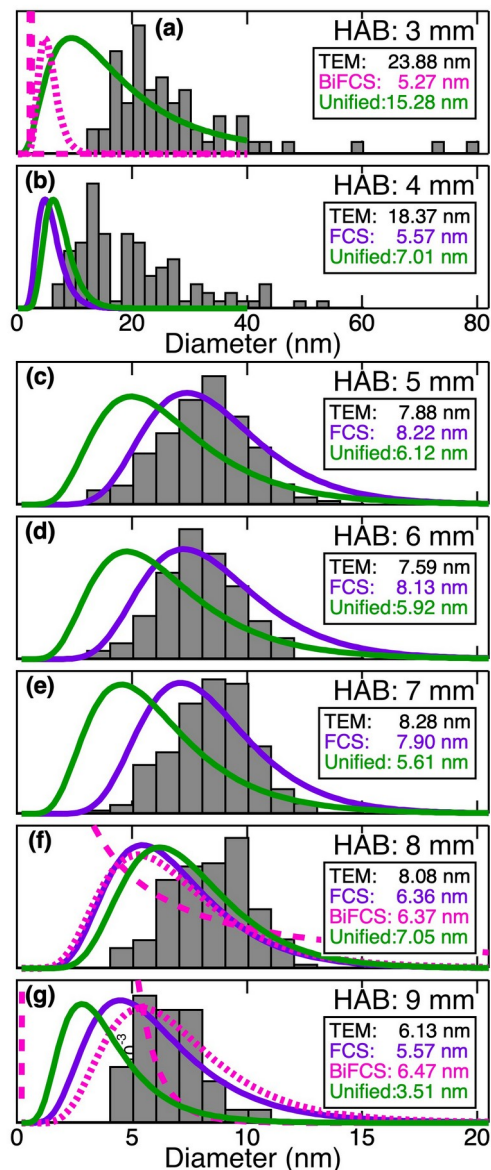 (a)
HAB: 3 mm
TEM: 23.88 nm
BiFCS: 5.27 nm
Unified:15.28 nm
(b)
HAB: 4 mm
TEM: 18.37 nm
FCS: 5.57 nm
Unified:7.01 nm
0 20 40 60 80
Diameter (nm)
(c)
HAB: 5 mm
TEM: 7.88 nm
FCS: 8.22 nm
Unified:6.12 nm
(d)
HAB: 6 mm
TEM: 7.59 nm
FCS: 8.13 nm
Unified:5.92 nm
(e)
HAB: 7 mm
TEM: 8.28 nm
FCS: 7.90 nm
Unified: 5.61 nm
(f)
HAB: 8 mm
TEM: 8.08 nm
FCS: 6.36 nm
BiFCS: 6.37 nm
Unified:7.05 nm
(g)
HAB: 9 mm
TEM: 6.13 nm
FCS: 5.57 nm
BiFCS: 6.47 nm
Unified:3.51 nm
0 5 10 15 20
Diameter (nm)